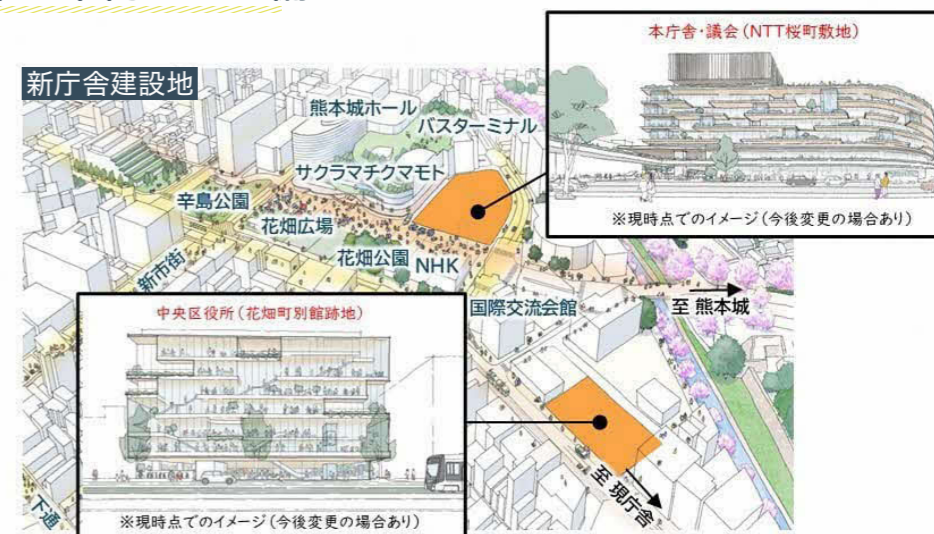 新庁舎建設地
本庁舎・議会(NTT桜町敷地)
※現時点でのイメージ(今後変更の場合あり)
熊本城ホール
バスターミナル
サクラマチクマモト
辛島公園
花畑広場
花畑公園
NHK
新市街
国際交流会館
至 熊本城
中央区役所(花畑町別館跡地)
※現時点でのイメージ(今後変更の場合あり)
至 現庁舎
下通